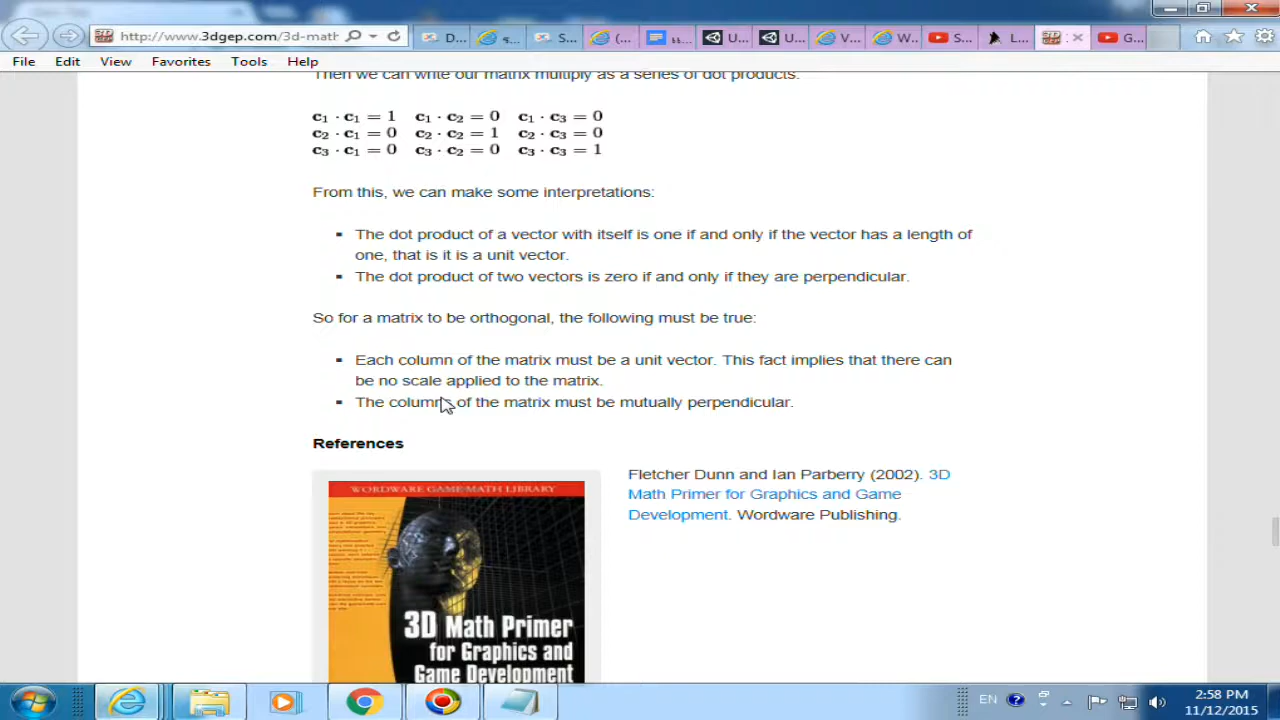 http://www.3dgep.com/3d-math
D...
S...
(...
U...
U...
V...
W...
S...
L...
G...
File Edit View Favorites Tools Help
Then we can write our matrix multiply as a series of dot products.
c₁ · c₁ = 1 c₁ · c₂ = 0 c₁ · c₃ = 0
c₂ · c₁ = 0 c₂ · c₂ = 1 c₂ · c₃ = 0
c₃ · c₁ = 0 c₃ · c₂ = 0 c₃ · c₃ = 1
From this, we can make some interpretations:
▪ The dot product of a vector with itself is one if and only if the vector has a length of
one, that is it is a unit vector.
▪ The dot product of two vectors is zero if and only if they are perpendicular.
So for a matrix to be orthogonal, the following must be true:
▪ Each column of the matrix must be a unit vector. This fact implies that there can
be no scale applied to the matrix.
▪ The columns of the matrix must be mutually perpendicular.
References
Fletcher Dunn and Ian Parberry (2002). 3D
Math Primer for Graphics and Game
Development. Wordware Publishing.
WORDWARE GAME MATH LIBRARY
3D Math Primer
for Graphics and
Game Development
EN
2:58 PM
11/12/2015